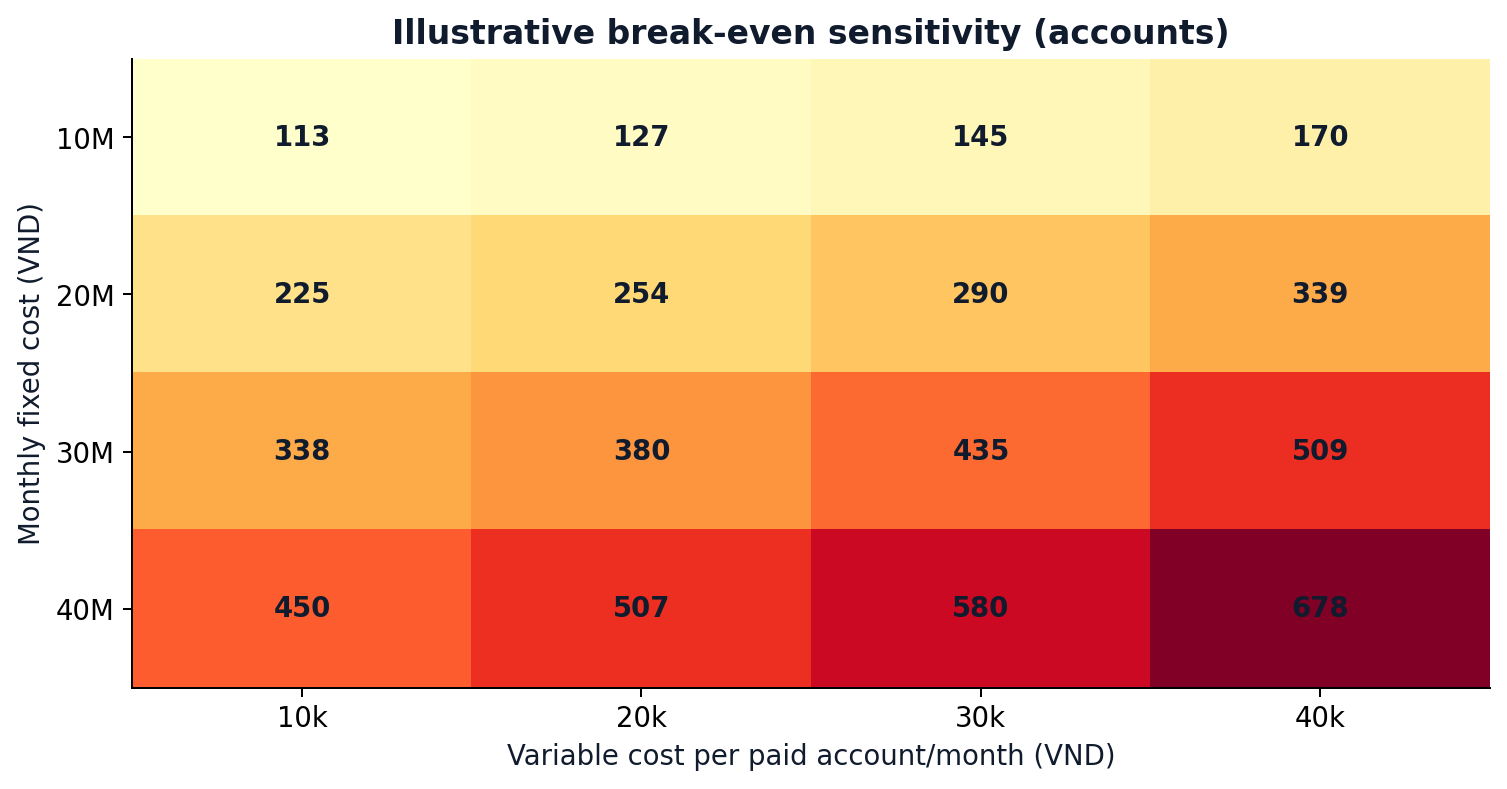 Illustrative break-even sensitivity (accounts)
Monthly fixed cost (VND)
10M 113 127 145 170
20M 225 254 290 339
30M 338 380 435 509
40M 450 507 580 678
10k 20k 30k 40k
Variable cost per paid account/month (VND)